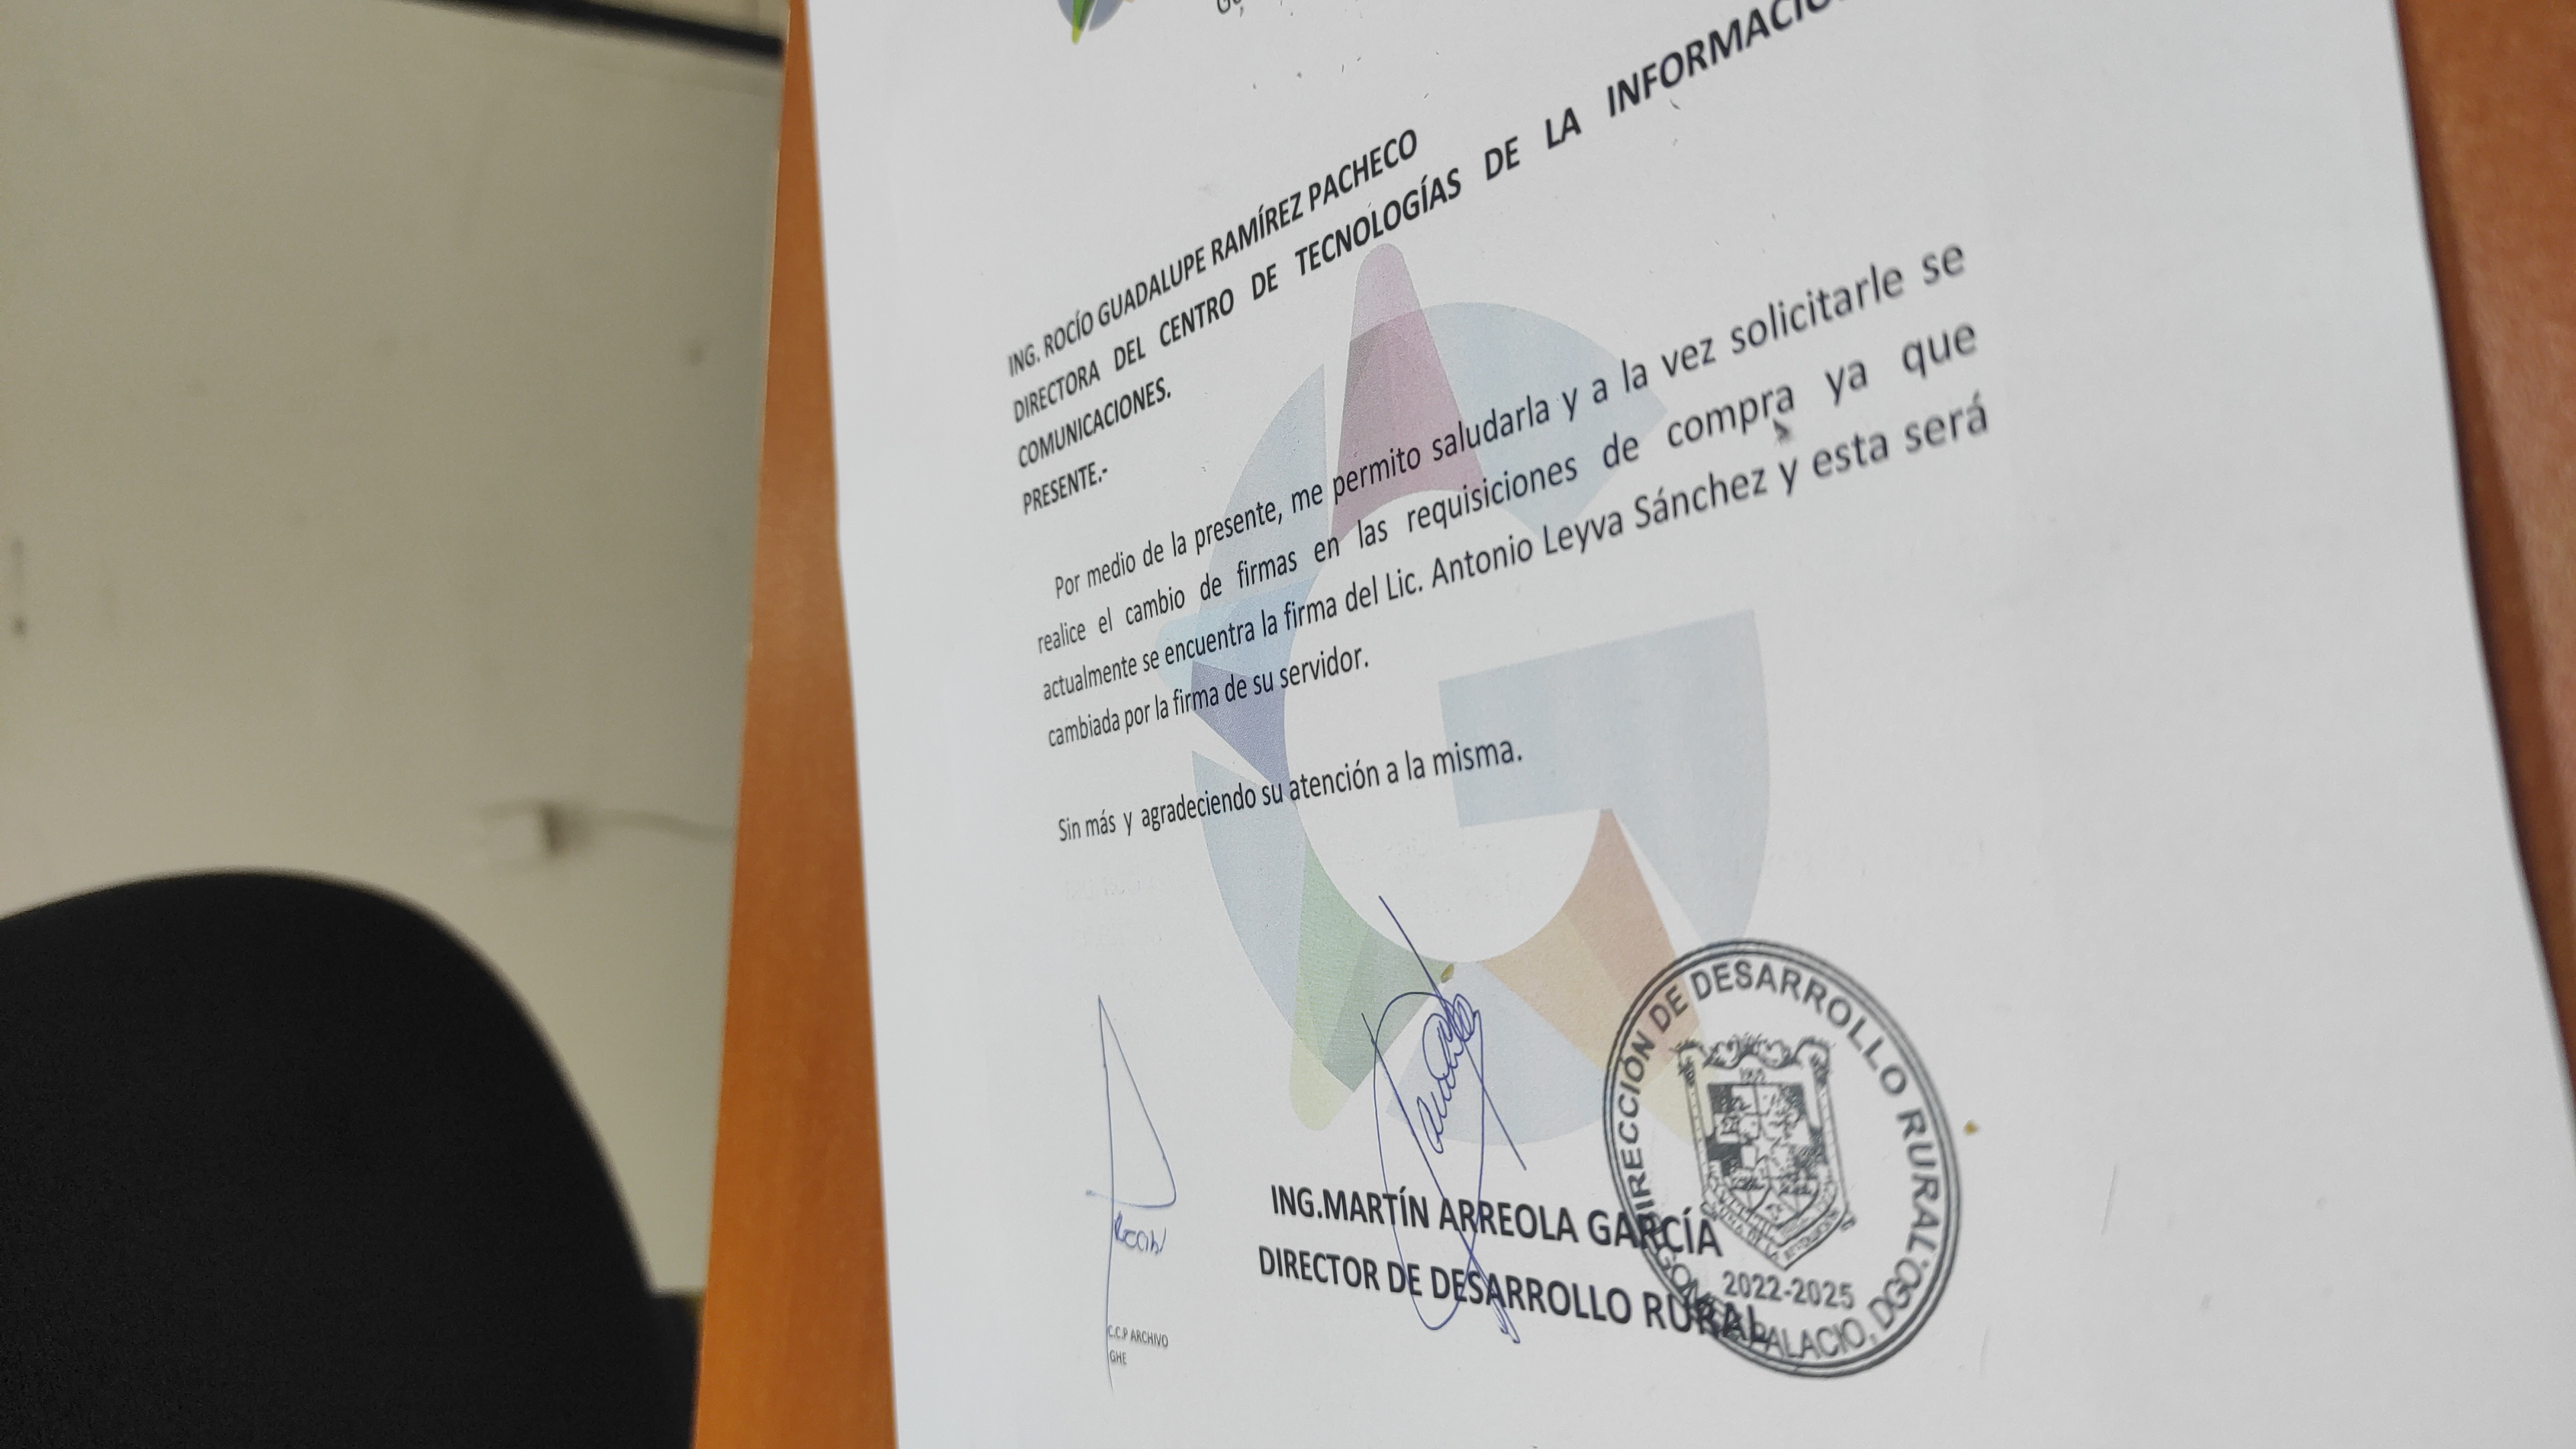 ING. ROCÍO GUADALUPE RAMÍREZ PACHECO
DIRECTORA DEL CENTRO DE TECNOLOGÍAS DE LA INFORMACIÓ
COMUNICACIONES.
PRESENTE.-
Por medio de la presente, me permito saludarla y a la vez solicitarle se
realice el cambio de firmas en las requisiciones de compra ya que
actualmente se encuentra la firma del Lic. Antonio Leyva Sánchez y esta será
cambiada por la firma de su servidor.
Sin más y agradeciendo su atención a la misma.
ING.MARTÍN ARREOLA GARCÍA
DIRECTOR DE DESARROLLO RURAL
DIRECCIÓN DE DESARROLLO RURAL
2022-2025
PALACIO, DGO.
C.C.P ARCHIVO
GHE